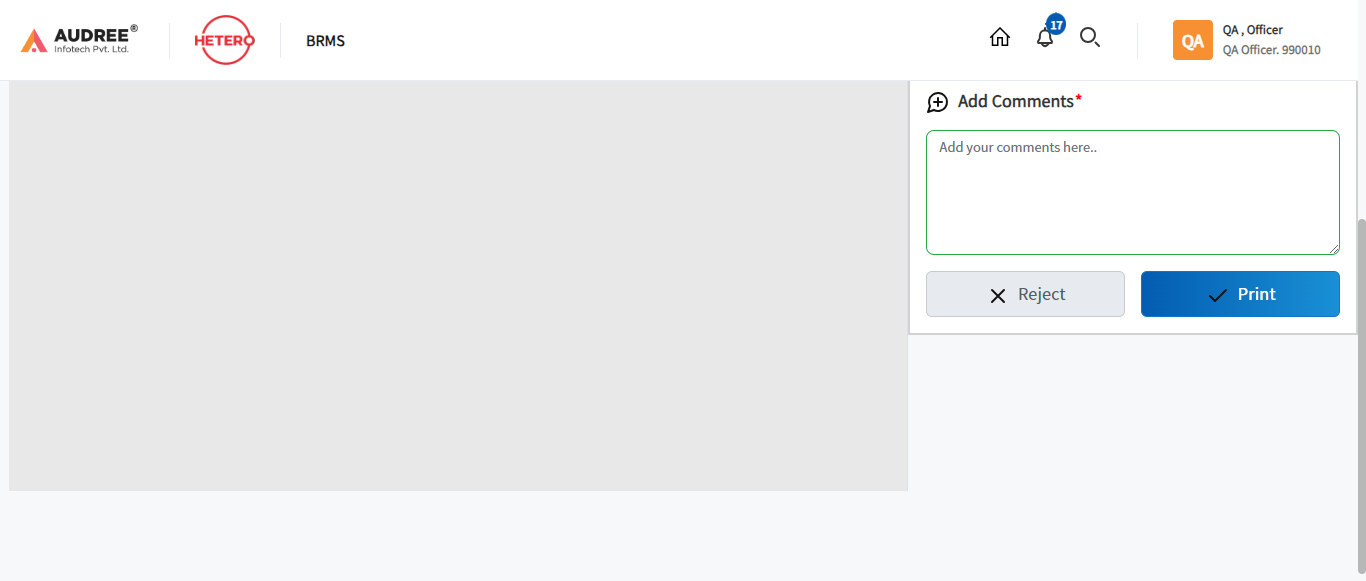 AUDREE®
Infotech Pvt. Ltd.
HETERO
BRMS
17
QA
QA , Officer
QA Officer. 990010
Add Comments*
Add your comments here..
Reject
Print